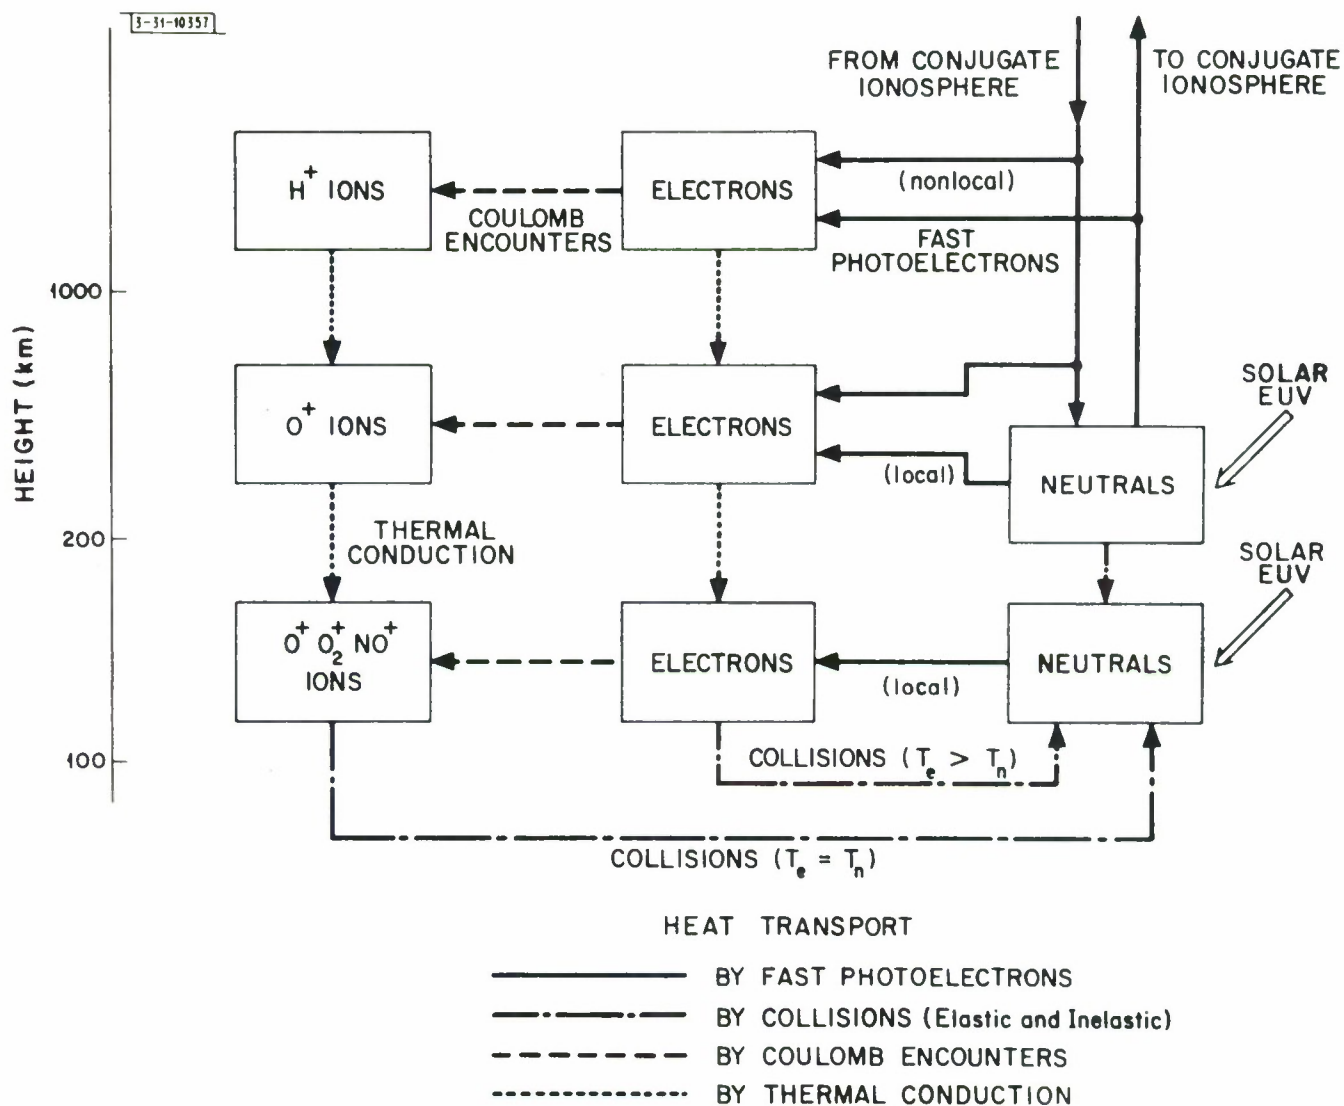 3-31-10357
FROM CONJUGATE
IONOSPHERE
TO CONJUGATE
IONOSPHERE
H+ IONS
COULOMB
ENCOUNTERS
ELECTRONS
(nonlocal)
FAST
PHOTOELECTRONS
1000
HEIGHT (km)
O+ IONS
ELECTRONS
(local)
NEUTRALS
SOLAR
EUV
200
THERMAL
CONDUCTION
SOLAR
EUV
O+ O2+ NO+
IONS
ELECTRONS
(local)
NEUTRALS
100
COLLISIONS (Te > Tn)
COLLISIONS (Te = Tn)
HEAT TRANSPORT
BY FAST PHOTOELECTRONS
BY COLLISIONS (Elastic and Inelastic)
BY COULOMB ENCOUNTERS
BY THERMAL CONDUCTION